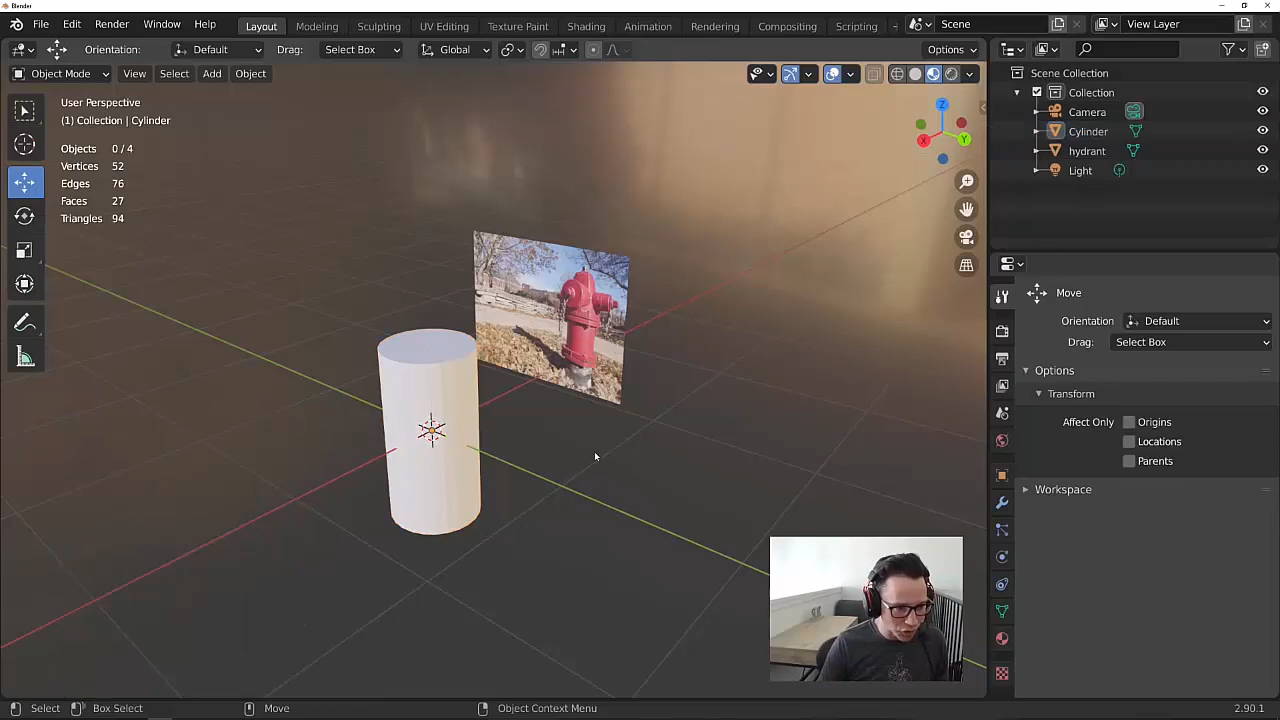 Blender
File Edit Render Window Help Layout Modeling Sculpting UV Editing Texture Paint Shading Animation Rendering Compositing Scripting Scene View Layer
Orientation: Default Drag: Select Box Global Options
Object Mode View Select Add Object
User Perspective
(1) Collection | Cylinder
Objects 0/4
Vertices 52
Edges 76
Faces 27
Triangles 94
X Y Z
Scene Collection
Collection
Camera
Cylinder
hydrant
Light
Move
Orientation Default
Drag: Select Box
Options
Transform
Affect Only Origins
Locations
Parents
Workspace
Select Box Select Move Object Context Menu 2.90.1